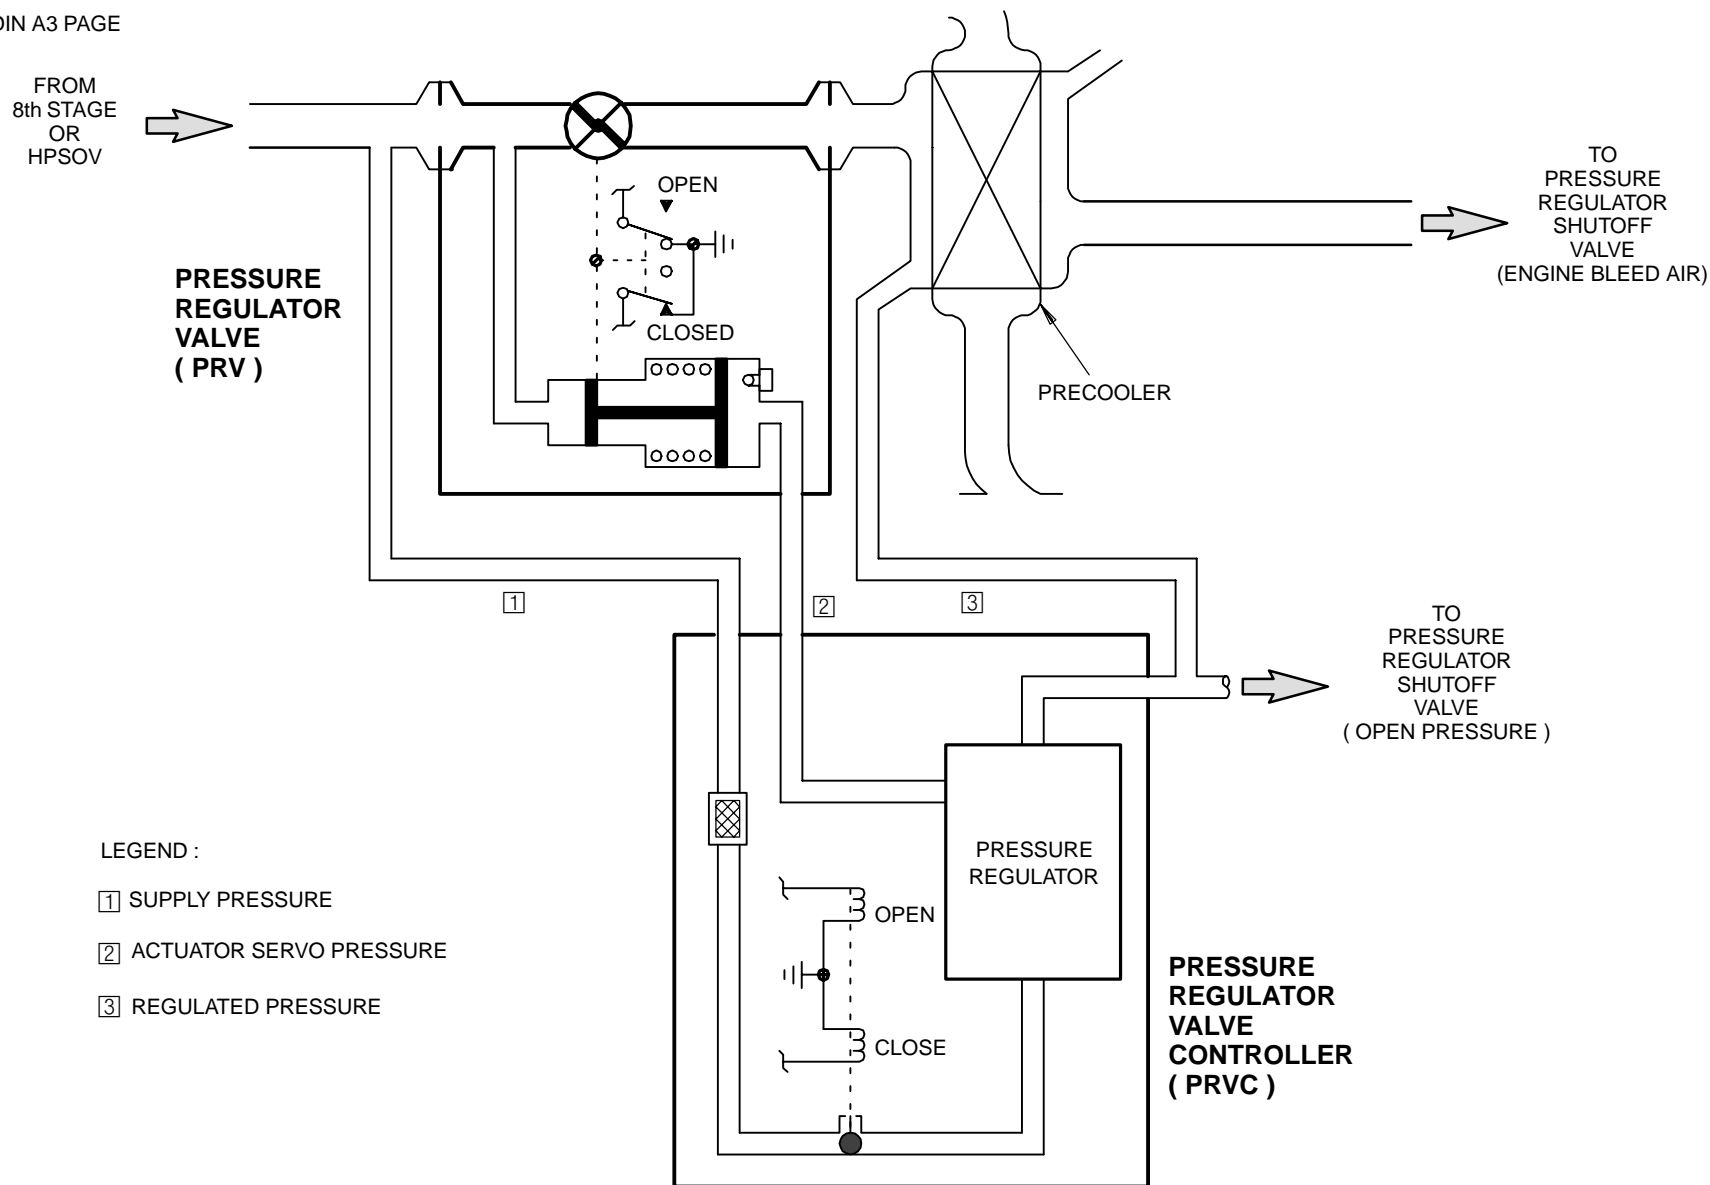 DIN A3 PAGE
FROM
8th STAGE
OR
HPSOV
OPEN
CLOSED
PRESSURE
REGULATOR
VALVE
( PRV )
PRECOOLER
TO
PRESSURE
REGULATOR
SHUTOFF
VALVE
(ENGINE BLEED AIR)
1
2
3
TO
PRESSURE
REGULATOR
SHUTOFF
VALVE
( OPEN PRESSURE )
PRESSURE
REGULATOR
OPEN
CLOSE
PRESSURE
REGULATOR
VALVE
CONTROLLER
( PRVC )
LEGEND :
1 SUPPLY PRESSURE
2 ACTUATOR SERVO PRESSURE
3 REGULATED PRESSURE